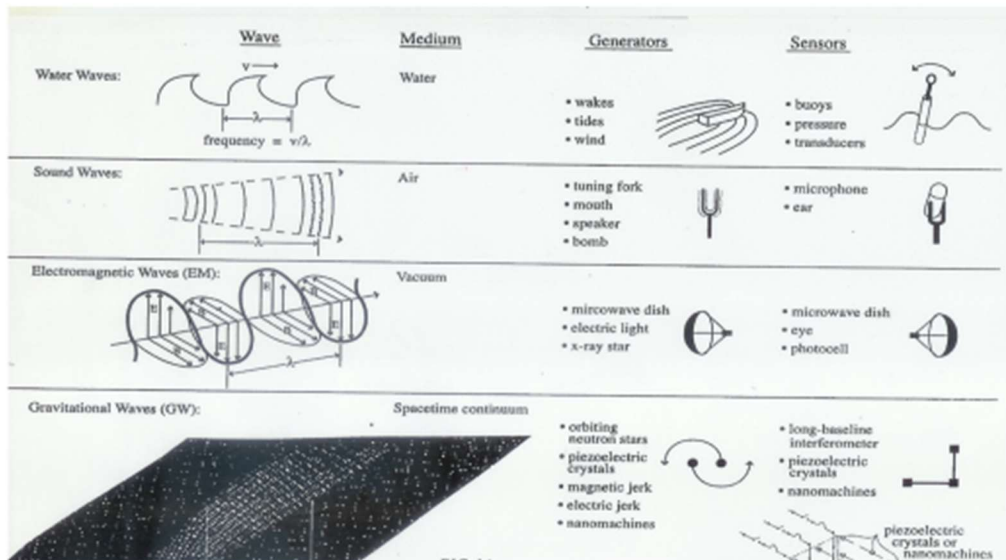 Wave
Medium
Generators
Sensors
Water Waves:
v
λ
frequency = v/λ
Water
• wakes
• tides
• wind
• buoys
• pressure
• transducers
Sound Waves:
λ
Air
• tuning fork
• mouth
• speaker
• bomb
• microphone
• ear
Electromagnetic Waves (EM):
E
E
E
E
λ
Vacuum
• mircowave dish
• electric light
• x-ray star
• microwave dish
• eye
• photocell
Gravitational Waves (GW):
Spacetime continuum
• orbiting
neutron stars
• piezoelectric
crystals
• magnetic jerk
• electric jerk
• nanomachines
• long-baseline
interferometer
• piezoelectric
crystals
• nanomachines
piezoelectric
crystals or
nanomachines